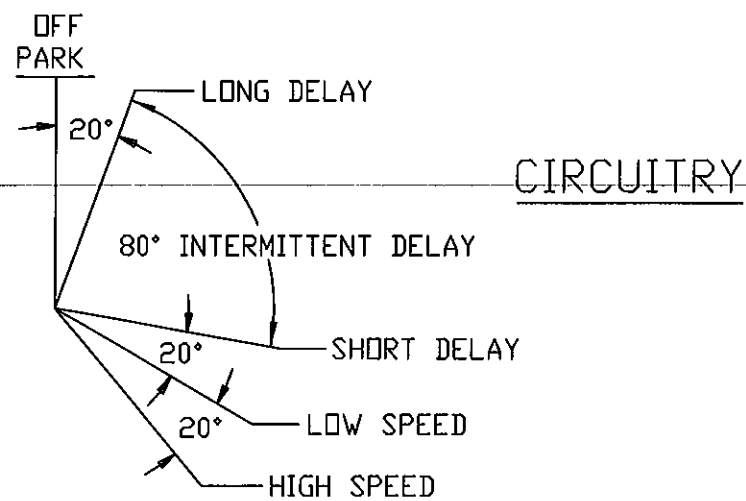 OFF
PARK
LONG DELAY
20°
CIRCUITRY
80° INTERMITTENT DELAY
SHORT DELAY
20°
LOW SPEED
20°
HIGH SPEED